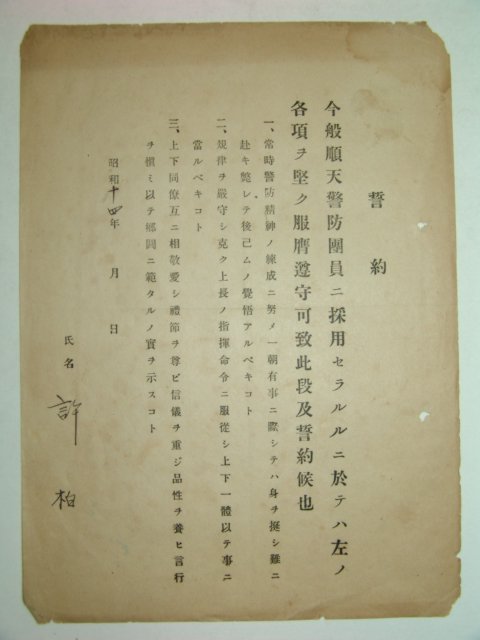 誓約
今般順天警防團員ニ採用セラルルニ於テハ左ノ
各項ヲ堅ク服膺遵守可致此段及誓約候也
一、常時警防精神ノ練成ニ努メ一朝有事ニ際シテハ身ヲ挺シ難ニ
赴キ斃レテ後已ムノ覺悟アルベキコト
二、規律ヲ嚴守シ克ク上長ノ指揮命令ニ服從シ上下一體以テ事ニ
當ルベキコト
三、上下同僚互ニ相敬愛シ禮節ヲ尊ビ信儀ヲ重ジ品性ヲ養ヒ言行
ヲ愼ミ以テ鄕閭ニ範タルノ實ヲ示スコト
昭和十四年 月 日
氏名 許 柏